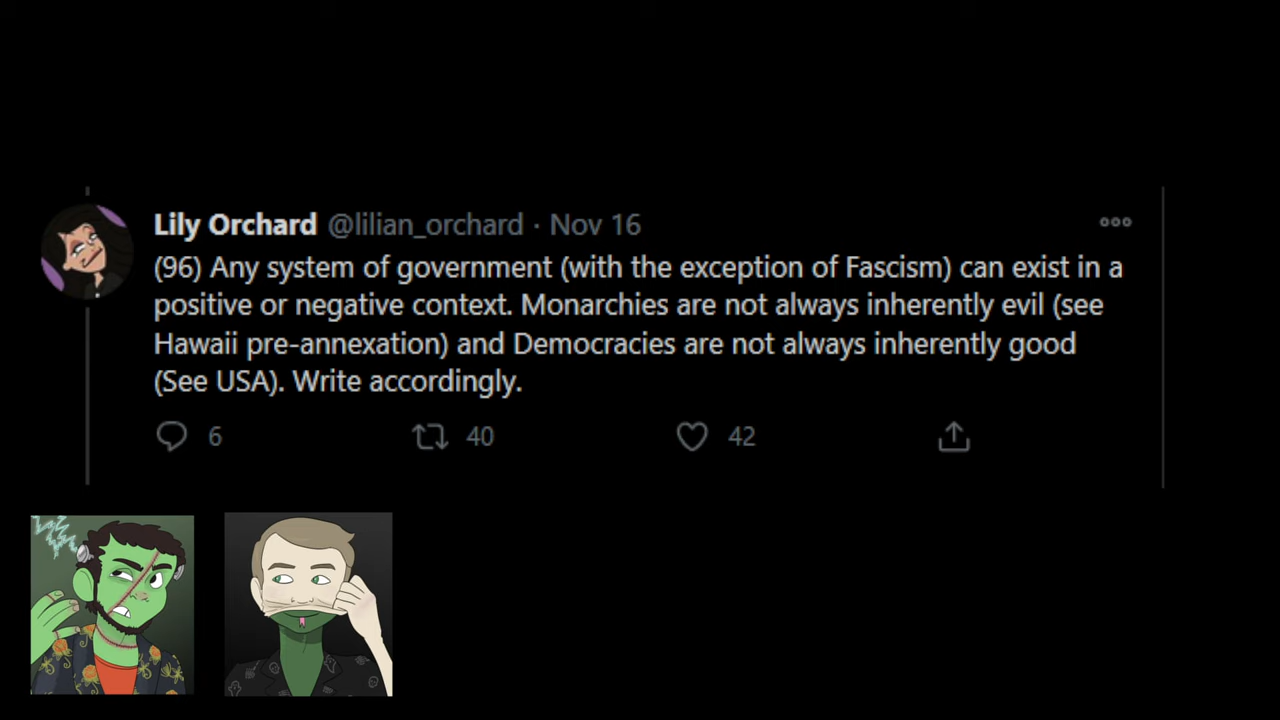 Lily Orchard @lilian_orchard · Nov 16
(96) Any system of government (with the exception of Fascism) can exist in a
positive or negative context. Monarchies are not always inherently evil (see
Hawaii pre-annexation) and Democracies are not always inherently good
(See USA). Write accordingly.
6 40 42